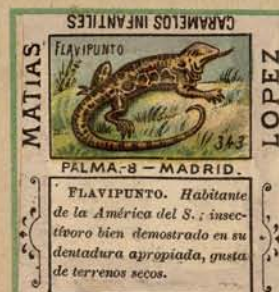 CARAMELOS INFANTILES
MATIAS
LOPEZ
FLAVIPUNTO
343
PALMA.-8 – MADRID.
FLAVIPUNTO. Habitante
de la América del S.; insec-
tívoro bien demostrado en su
dentadura apropiada, gusta
de terrenos secos.